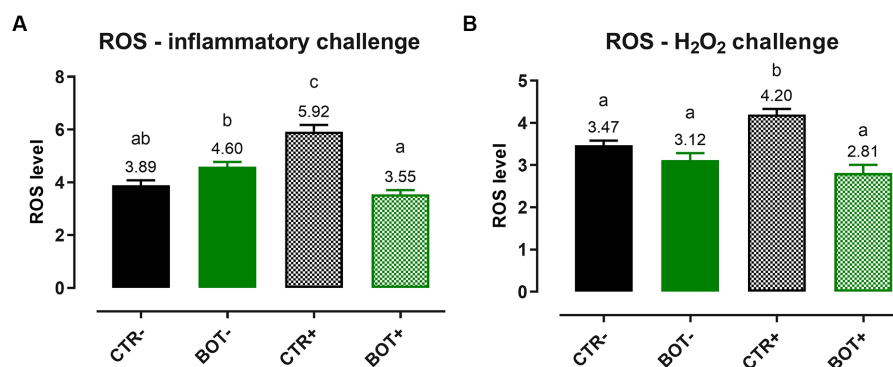 A
ROS - inflammatory challenge
ROS level
8
6
4
2
0
ab
3.89
b
4.60
c
5.92
a
3.55
CTR-
BOT-
CTR+
BOT+
B
ROS - H₂O₂ challenge
ROS level
5
4
3
2
1
0
a
3.47
a
3.12
b
4.20
a
2.81
CTR-
BOT-
CTR+
BOT+